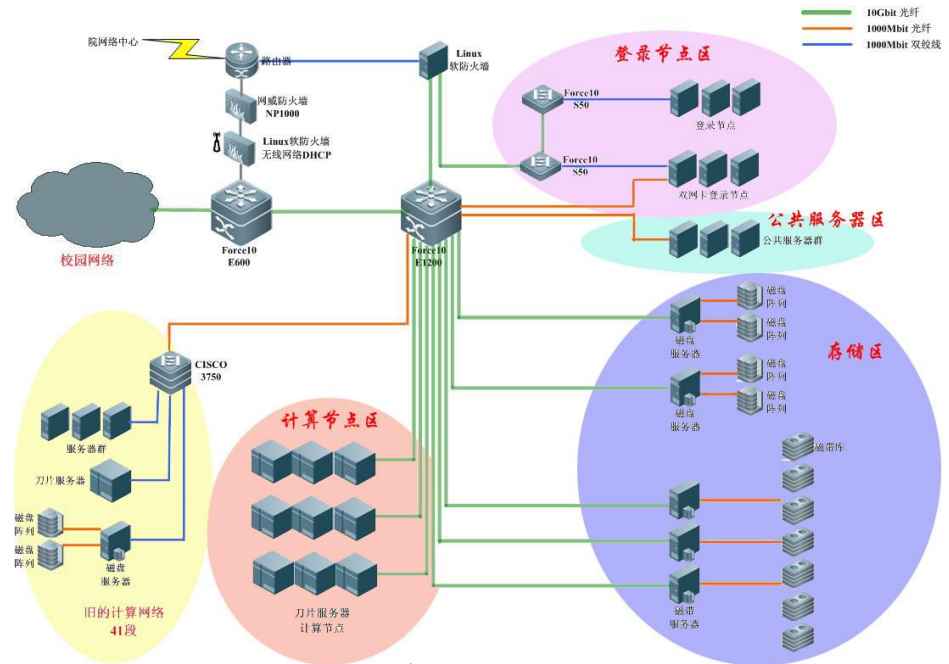 10Gbit 光纤
1000Mbit 光纤
1000Mbit 双绞线
院网络中心
路由器
Linux
软防火墙
登录节点区
网威防火墙
NP1000
Force10
S50
登录节点
Linux软防火墙
无线网络DHCP
Force10
S50
双网卡登录节点
公共服务器区
公共服务器群
校园网络
Force10
E600
Force10
E1200
磁盘
阵列
磁盘
阵列
磁盘
服务器
存储区
CISCO
3750
磁盘
阵列
磁盘
阵列
磁盘
服务器
计算节点区
服务器群
磁带库
刀片服务器
磁盘
阵列
磁盘
阵列
磁盘
服务器
旧的计算网络
41段
刀片服务器
计算节点
磁带
服务器